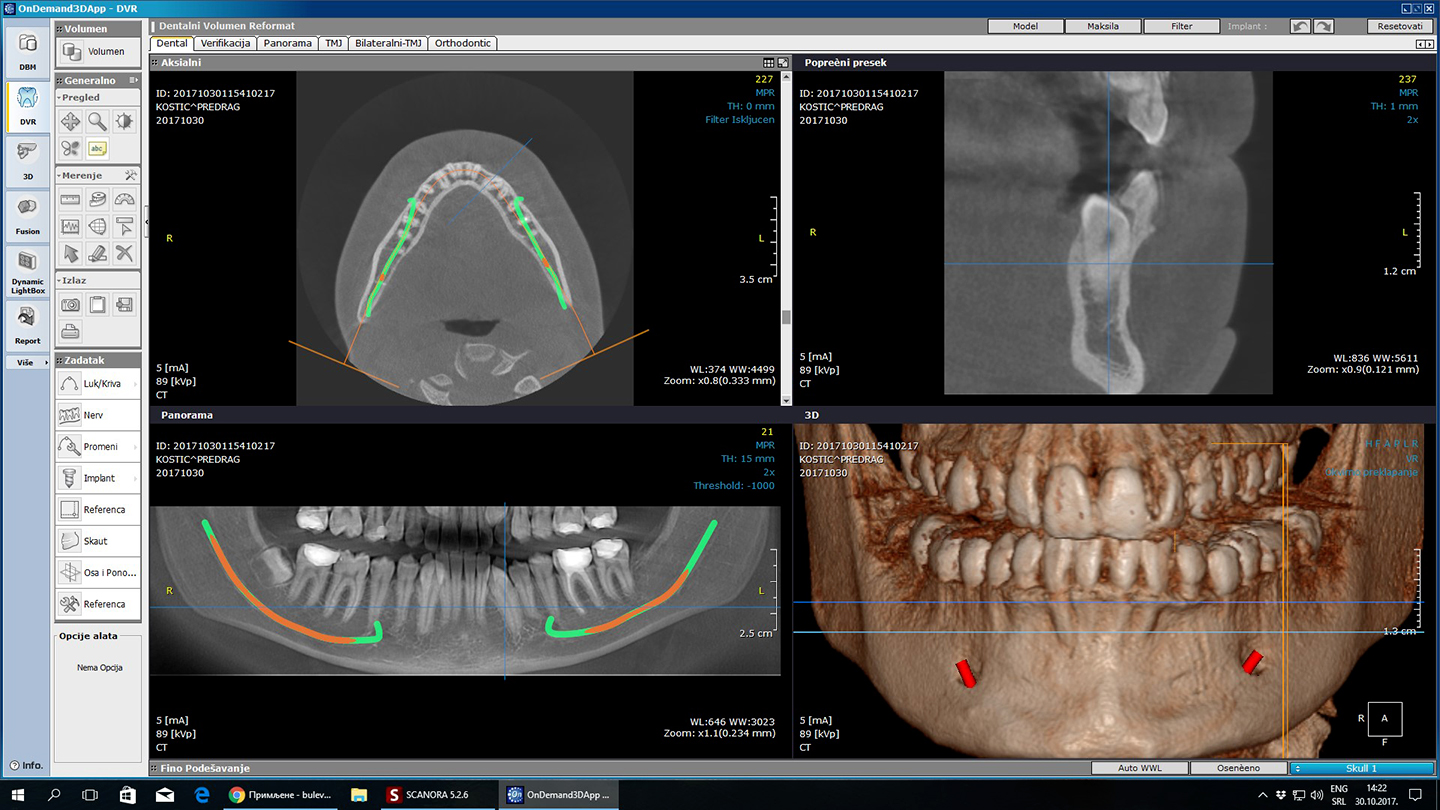 OnDemand3DApp - DVR
DBM
DVR
3D
Fusion
Dynamic
LightBox
Report
Više
Info.
Volumen
Volumen
Generalno
Pregled
abc
Merenje
Izlaz
Zadatak
Luk/Kriva
Nerv
Promeni
Implant
Referenca
Skaut
Osa i Pono...
Referenca
Opcije alata
Nema Opcija
Dentalni Volumen Reformat
Model
Maksila
Filter
Implant :
Resetovati
Dental
Verifikacija
Panorama
TMJ
Bilateralni-TMJ
Orthodontic
Aksialni
ID: 20171030115410217
KOSTIC^PREDRAG
20171030
227
MPR
TH: 0 mm
Filter Iskljucen
R
L
3.5 cm
5 [mA]
89 [kVp]
CT
WL:374 WW:4499
Zoom: x0.8(0.333 mm)
Popreèni presek
ID: 20171030115410217
KOSTIC^PREDRAG
20171030
237
MPR
TH: 1 mm
2x
R
L
1.2 cm
5 [mA]
89 [kVp]
CT
WL:836 WW:5611
Zoom: x0.9(0.121 mm)
Panorama
ID: 20171030115410217
KOSTIC^PREDRAG
20171030
21
MPR
TH: 15 mm
2x
Threshold: -1000
R
L
2.5 cm
5 [mA]
89 [kVp]
CT
WL:646 WW:3023
Zoom: x1.1(0.234 mm)
3D
ID: 20171030115410217
KOSTIC^PREDRAG
20171030
H F A P L R
VR
preklapanje
1.3 cm
5 [mA]
89 [kVp]
CT
R
A
F
Fino Podešavanje
Auto WWL
Osenèeno
Skull 1
Примљене - bulev...
SCANORA 5.2.6
OnDemand3DApp ...
ENG
SRL
14:22
30.10.2017.